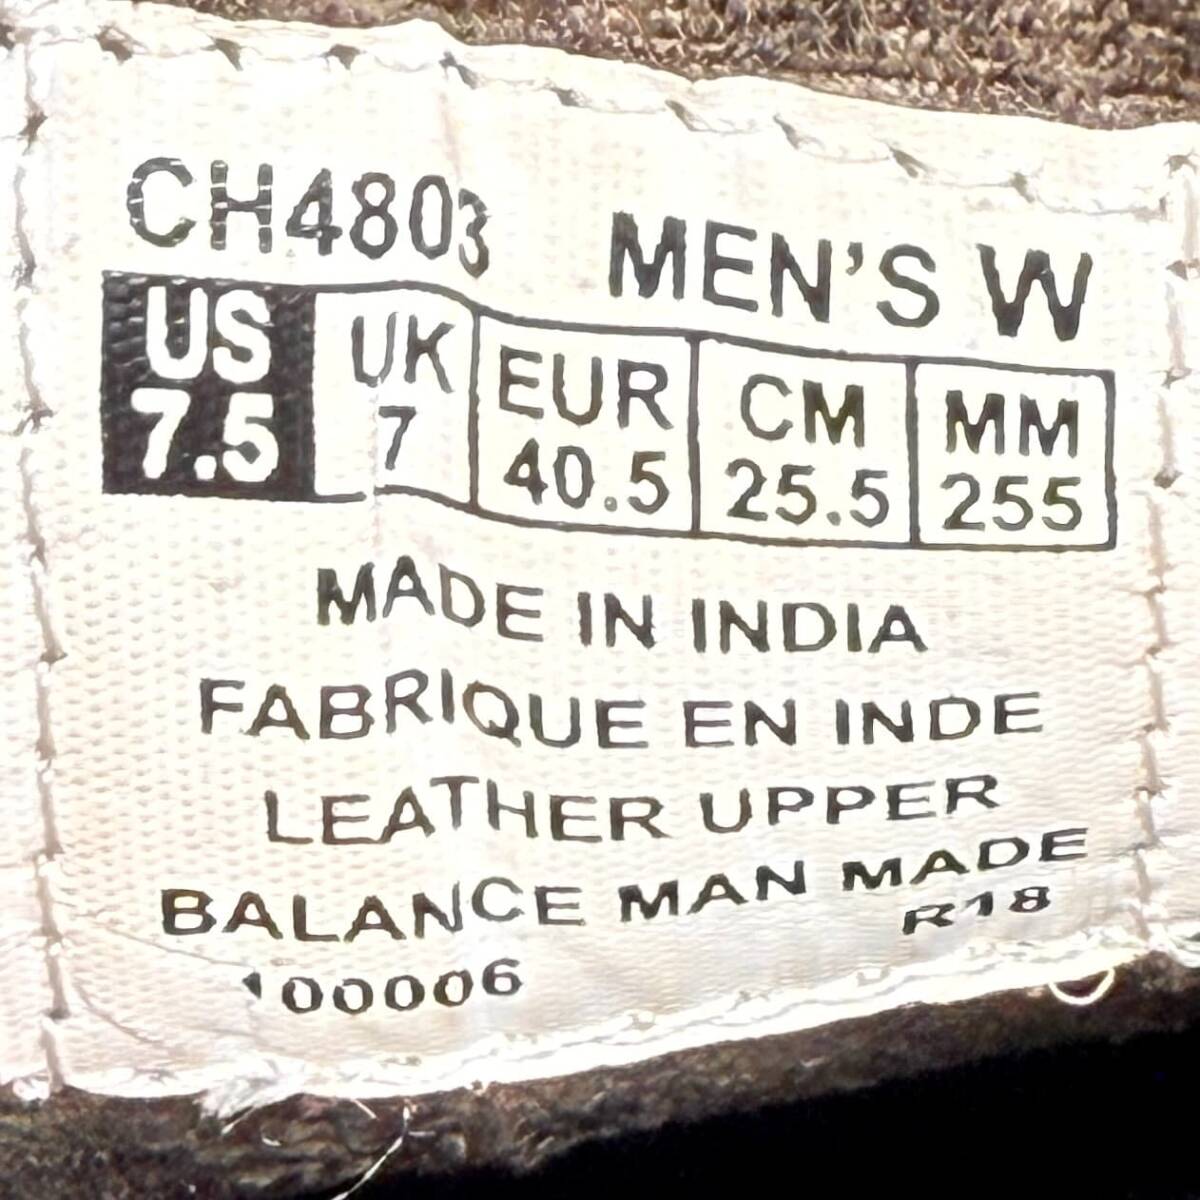 CH4803 MEN'S W
US UK EUR CM MM
7.5 7 40.5 25.5 255
MADE IN INDIA
FABRIQUE EN INDE
LEATHER UPPER
BALANCE MAN MADE
R18
100006